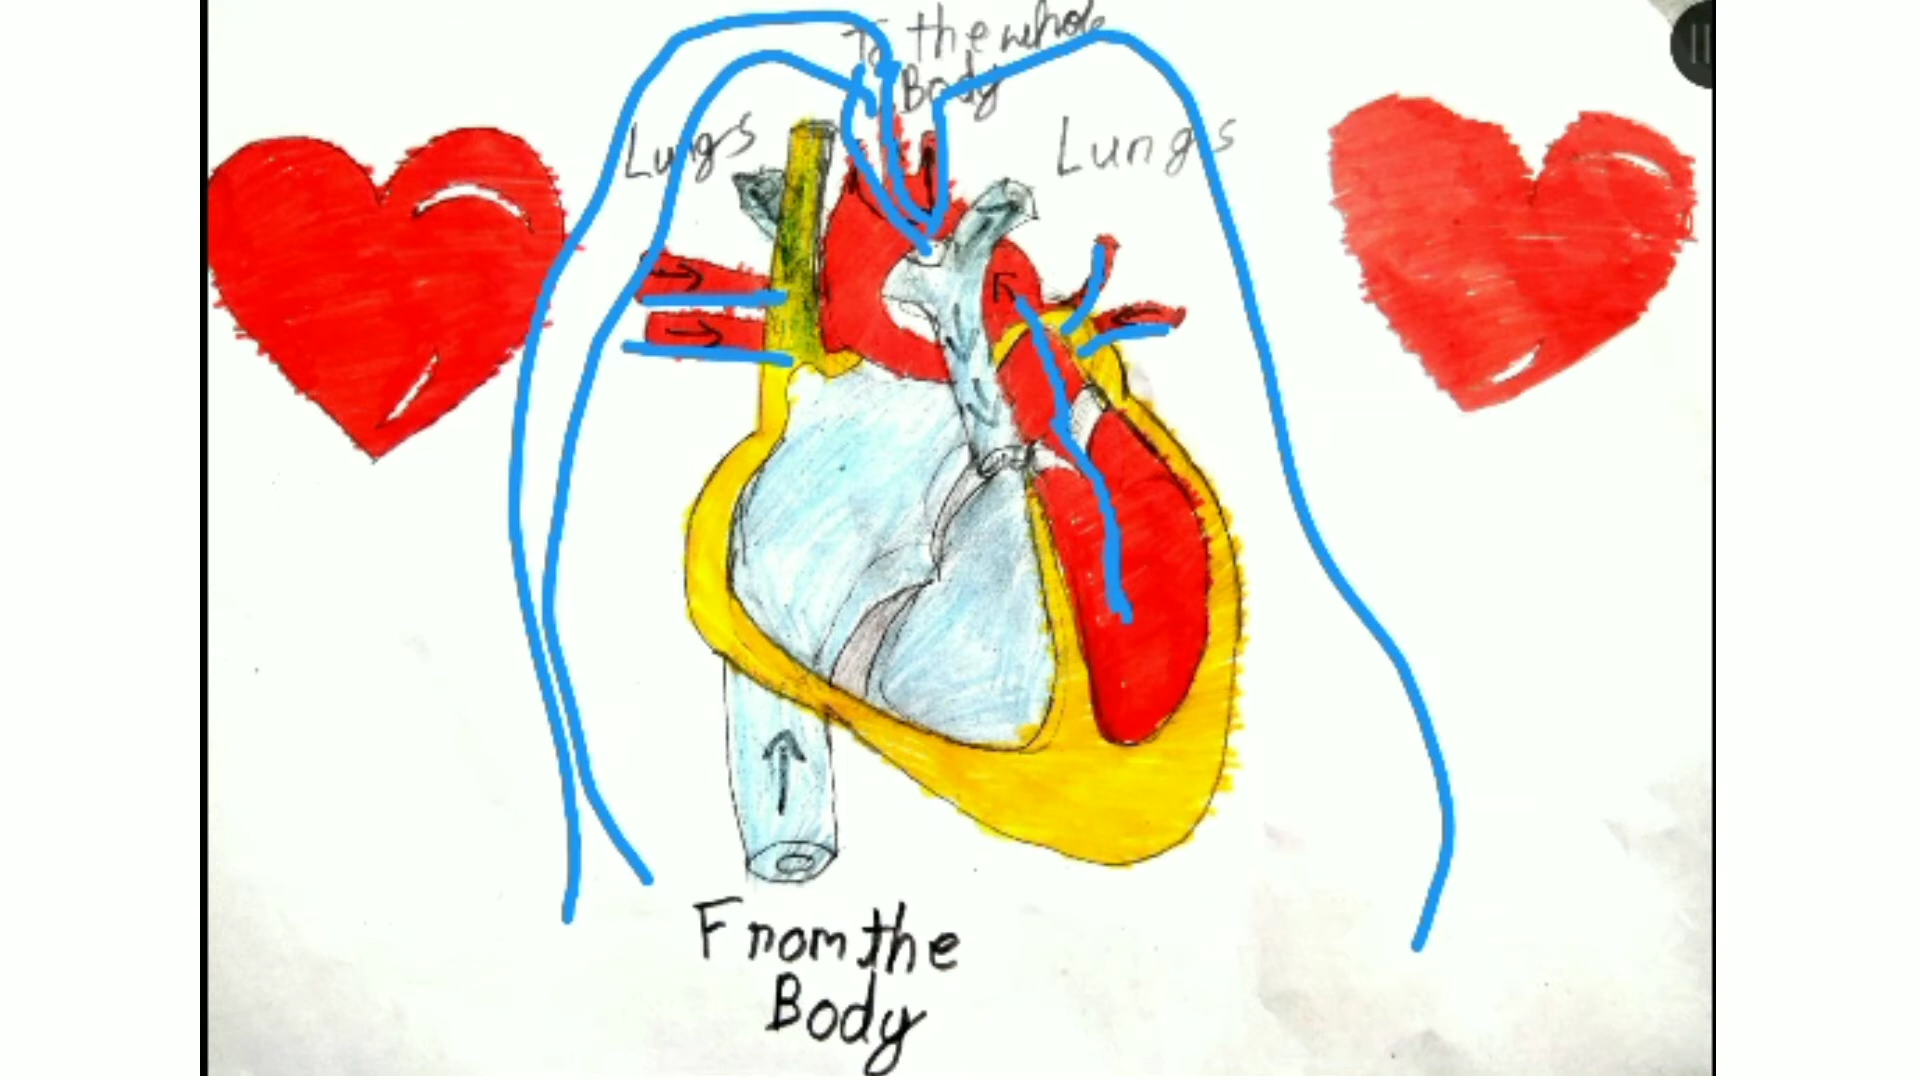 To the whole
Body
Lungs
Lungs
From the
Body